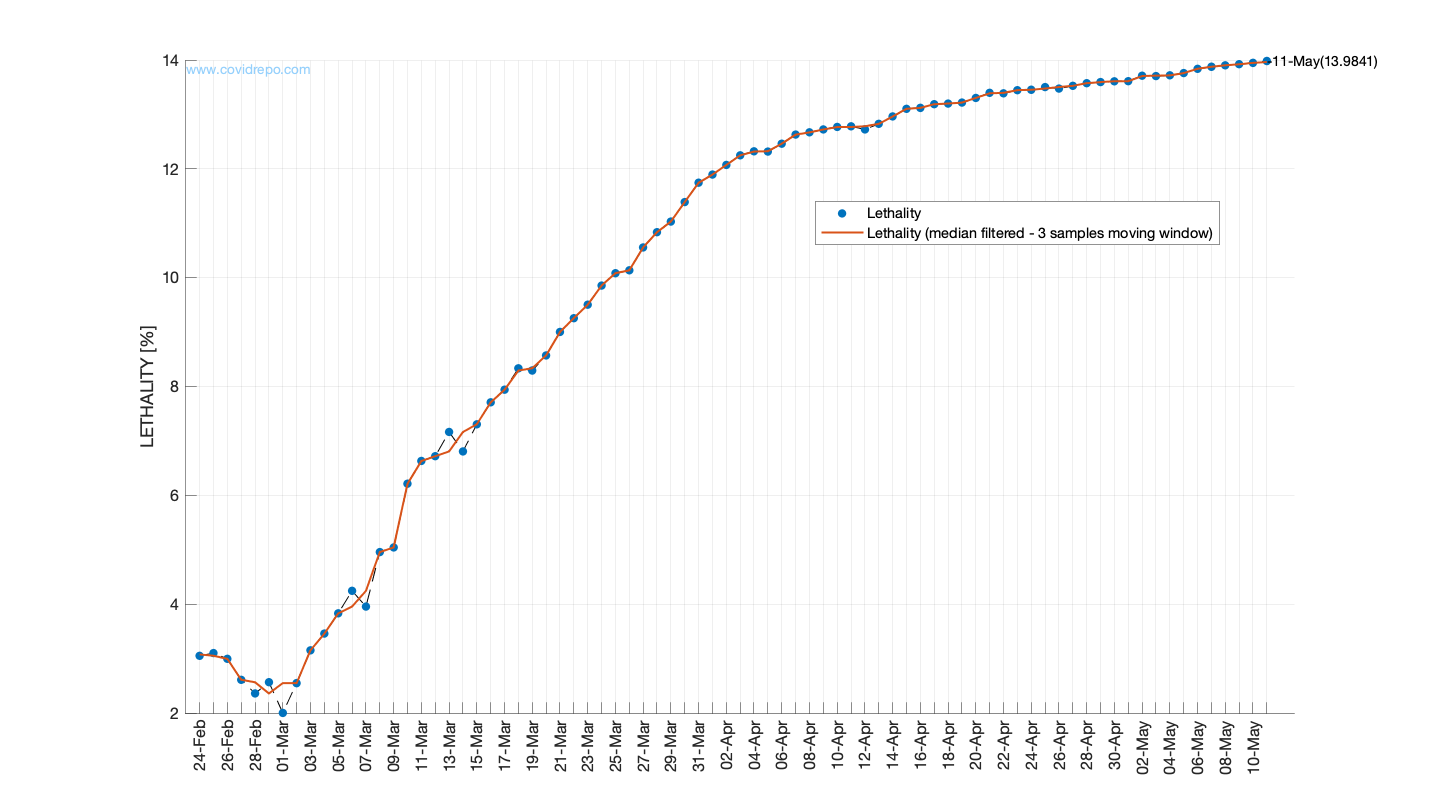 www.covidrepo.com
11-May(13.9841)
14
12
10
8
6
4
2
LETHALITY [%]
Lethality
Lethality (median filtered - 3 samples moving window)
24-Feb
26-Feb
28-Feb
01-Mar
03-Mar
05-Mar
07-Mar
09-Mar
11-Mar
13-Mar
15-Mar
17-Mar
19-Mar
21-Mar
23-Mar
25-Mar
27-Mar
29-Mar
31-Mar
02-Apr
04-Apr
06-Apr
08-Apr
10-Apr
12-Apr
14-Apr
16-Apr
18-Apr
20-Apr
22-Apr
24-Apr
26-Apr
28-Apr
30-Apr
02-May
04-May
06-May
08-May
10-May